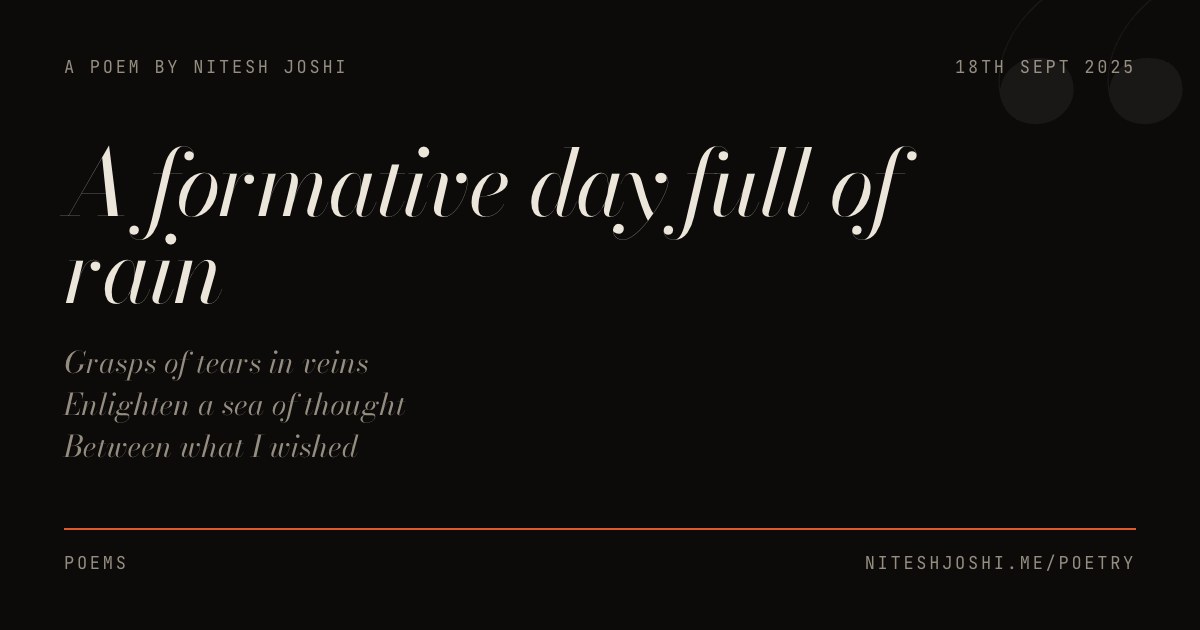 A POEM BY NITESH JOSHI
18TH SEPT 2025
A formative day full of
rain
Grasps of tears in veins
Enlighten a sea of thought
Between what I wished
POEMS
NITESHJOSHI.ME/POETRY